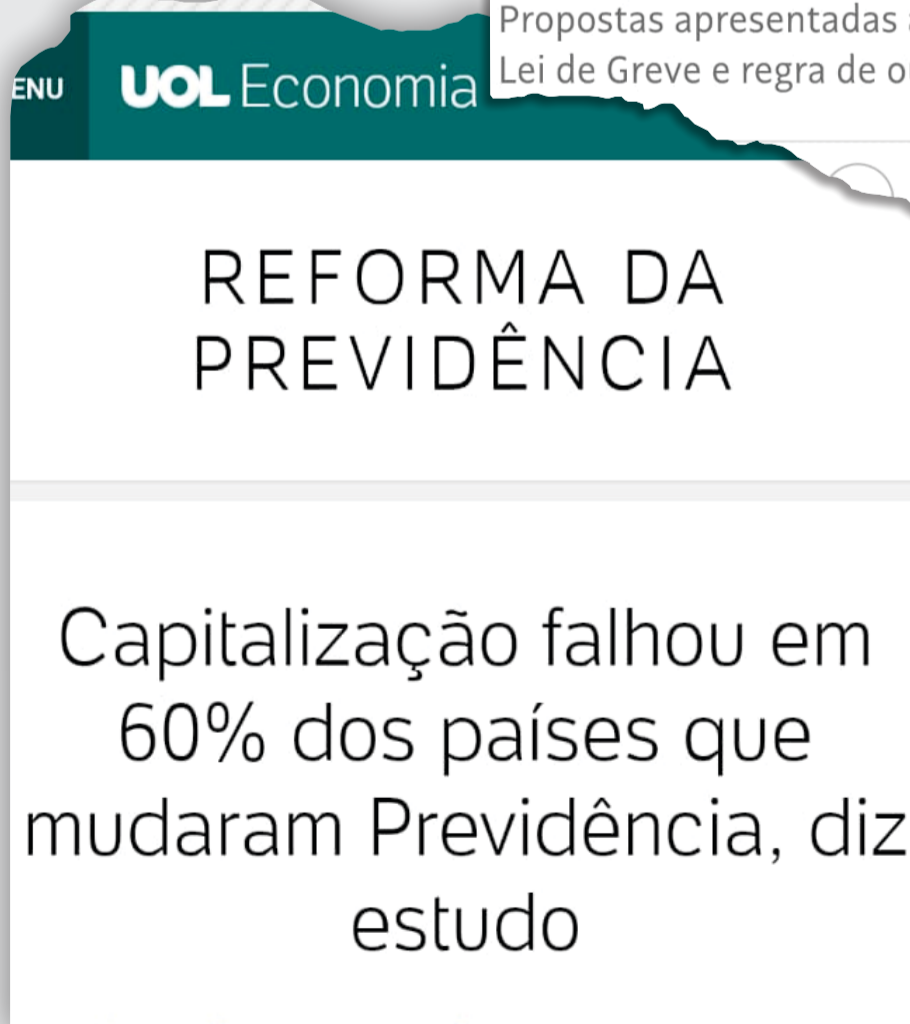 Propostas apresentadas
Lei de Greve e regra de
ENU
UOL Economia
REFORMA DA
PREVIDÊNCIA
Capitalização falhou em
60% dos países que
mudaram Previdência, diz
estudo